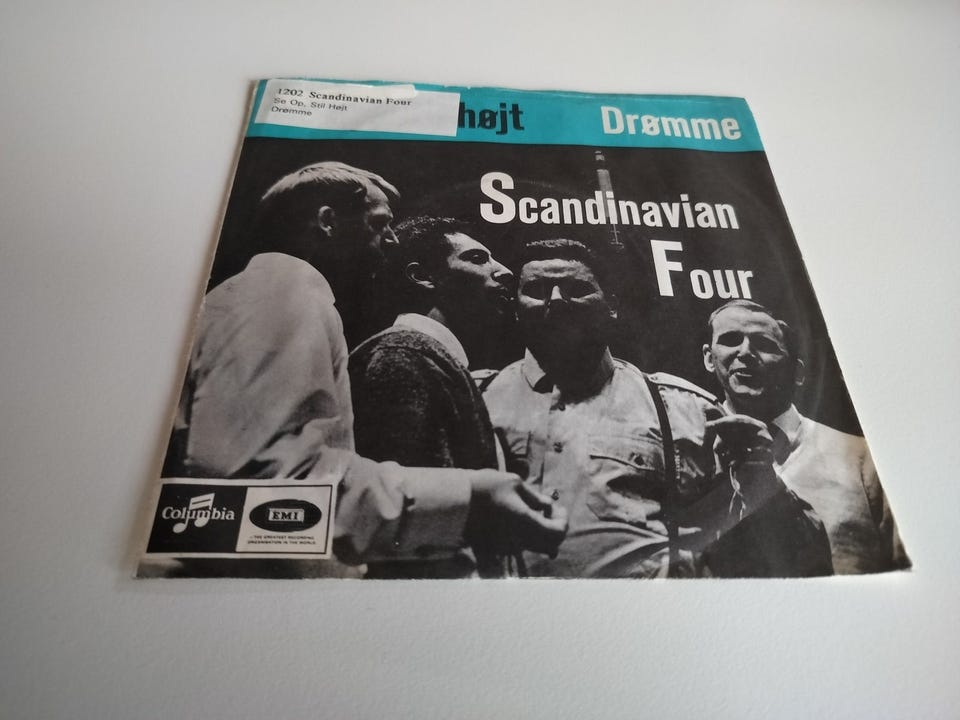 1202 Scandinavian Four
Se Op, Stil Højt
Drømme
højt Drømme
Scandinavian
Four
Columbia
EMI
THE GREATEST RECORDING
ORGANISATION IN THE WORLD